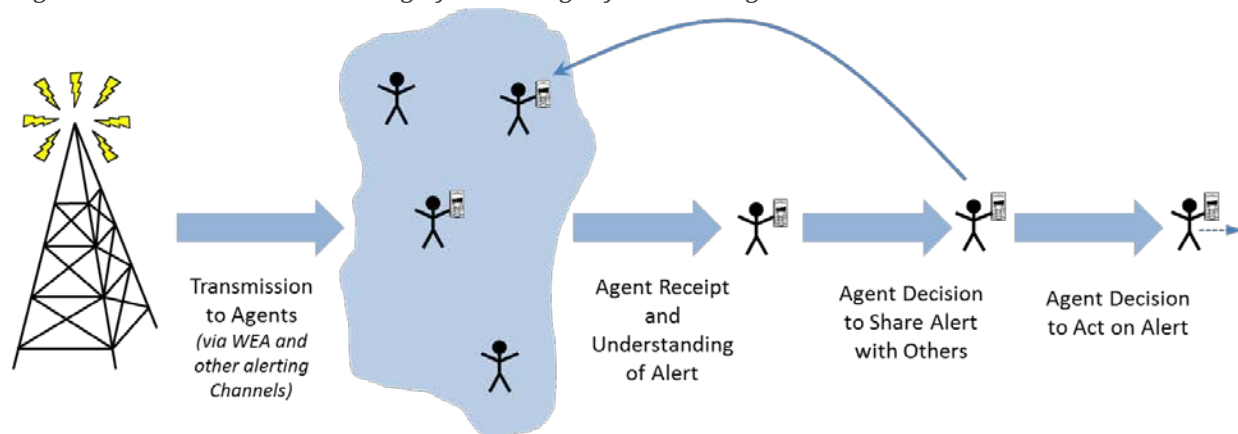 Transmission
to Agents
(via WEA and
other alerting
Channels)
Agent Receipt
and
Understanding
of Alert
Agent Decision
to Share Alert
with Others
Agent Decision
to Act on Alert